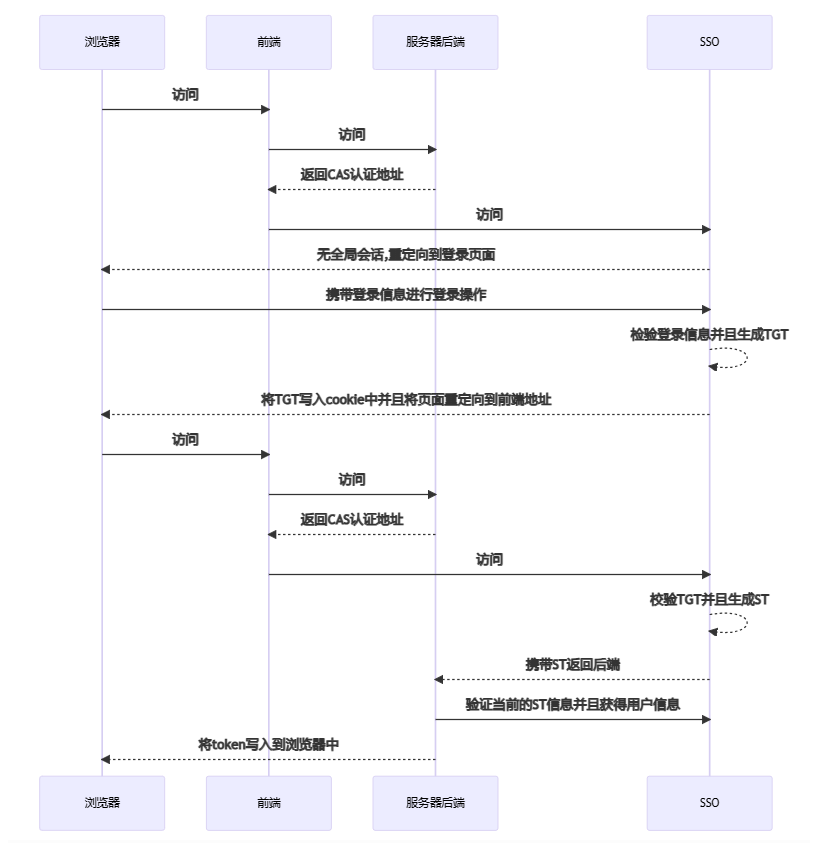 浏览器
前端
服务器后端
SSO
访问
访问
返回CAS认证地址
访问
无全局会话,重定向到登录页面
携带登录信息进行登录操作
检验登录信息并且生成TGT
将TGT写入cookie中并且将页面重定向到前端地址
访问
访问
返回CAS认证地址
访问
校验TGT并且生成ST
携带ST返回后端
验证当前的ST信息并且获得用户信息
将token写入到浏览器中
浏览器
前端
服务器后端
SSO